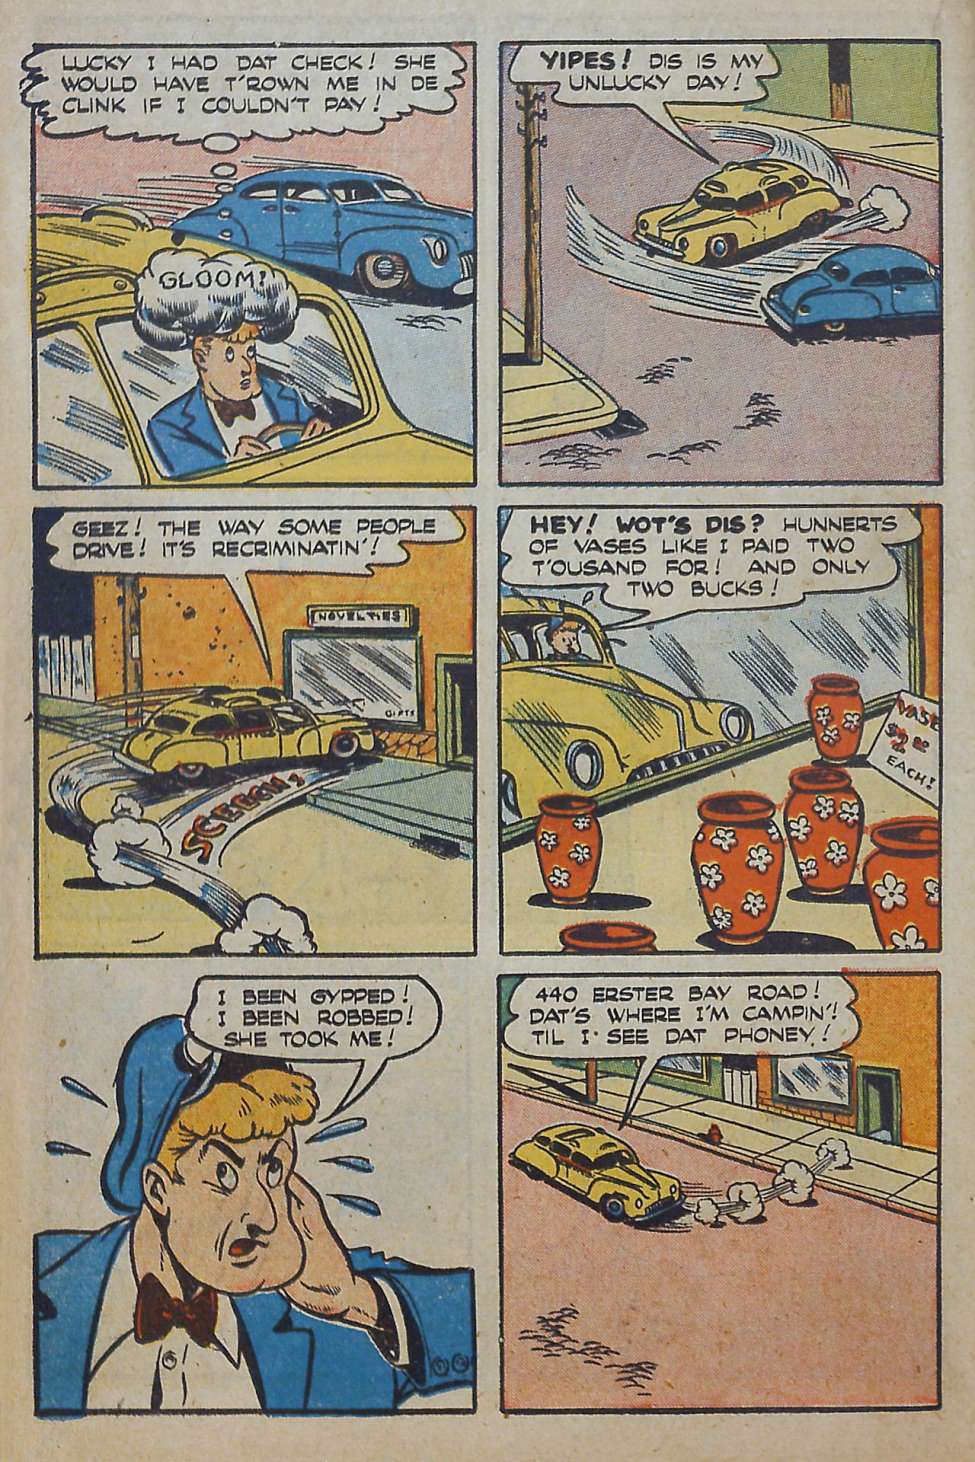 LUCKY I HAD DAT CHECK! SHE
WOULD HAVE T'ROWN ME IN DE
CLINK IF I COULDN'T PAY!
GLOOM!
YIPES! DIS IS MY
UNLUCKY DAY!
GEEZ! THE WAY SOME PEOPLE
DRIVE! IT'S RECRIMINATIN'!
NOVELTIES
GIFTS
SCREECH,
HEY! WOT'S DIS? HUNNERTS
OF VASES LIKE I PAID TWO
T'OUSAND FOR! AND ONLY
TWO BUCKS!
VASE
$2.00
EACH!
I BEEN GYPPED!
I BEEN ROBBED!
SHE TOOK ME!
440 ERSTER BAY ROAD!
DAT'S WHERE I'M CAMPIN'!
TIL I SEE DAT PHONEY!